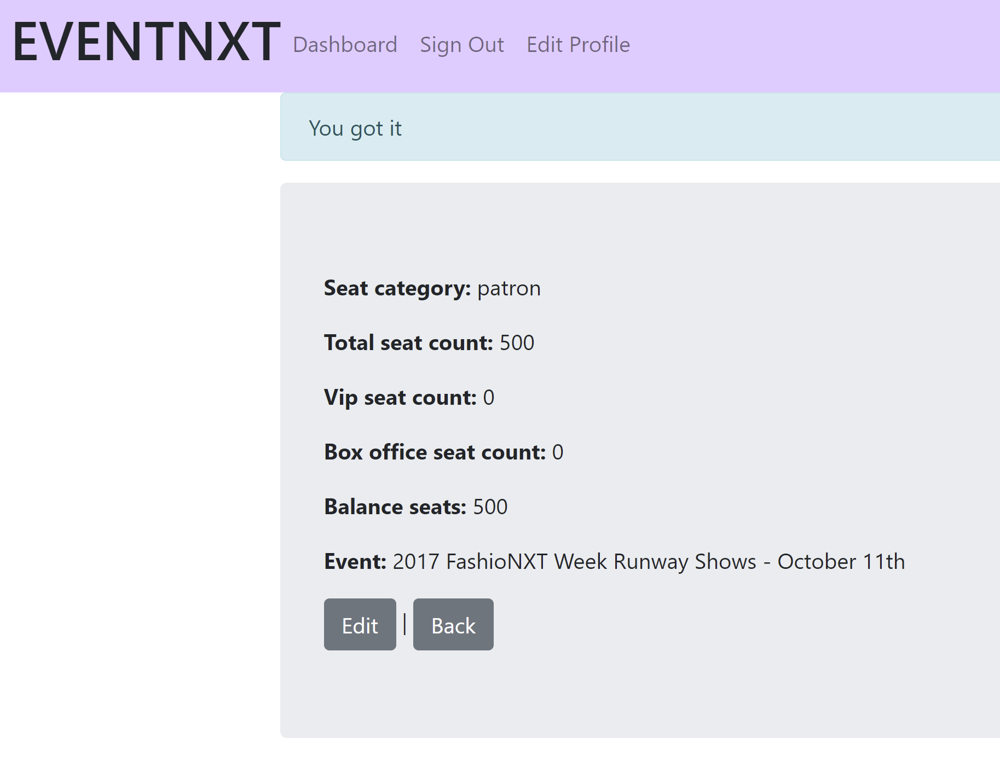 EVENTNXT Dashboard Sign Out Edit Profile
You got it
Seat category: patron
Total seat count: 500
Vip seat count: 0
Box office seat count: 0
Balance seats: 500
Event: 2017 FashioNXT Week Runway Shows - October 11th
Edit | Back